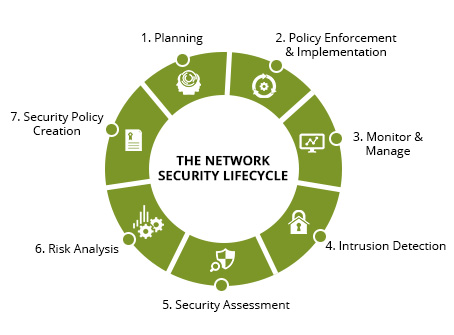 1. Planning
2. Policy Enforcement
& Implementation
3. Monitor &
Manage
4. Intrusion Detection
5. Security Assessment
6. Risk Analysis
7. Security Policy
Creation
THE NETWORK
SECURITY LIFECYCLE